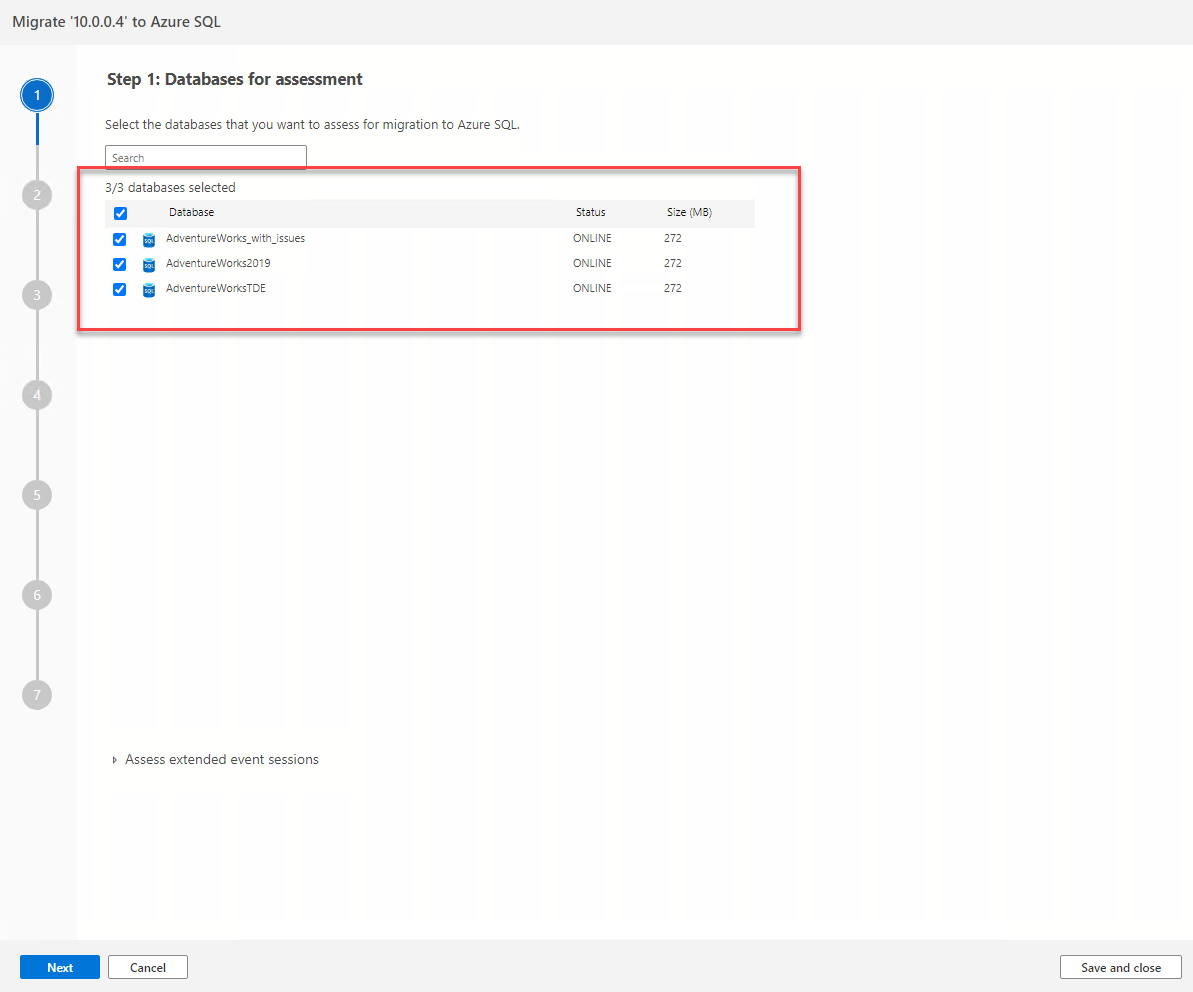 Migrate '10.0.0.4' to Azure SQL
1
Step 1: Databases for assessment
Select the databases that you want to assess for migration to Azure SQL.
Search
3/3 databases selected
Database Status Size (MB)
SQL AdventureWorks_with_issues ONLINE 272
SQL AdventureWorks2019 ONLINE 272
SQL AdventureWorksTDE ONLINE 272
2
3
4
5
6
7
Assess extended event sessions
Next Cancel Save and close